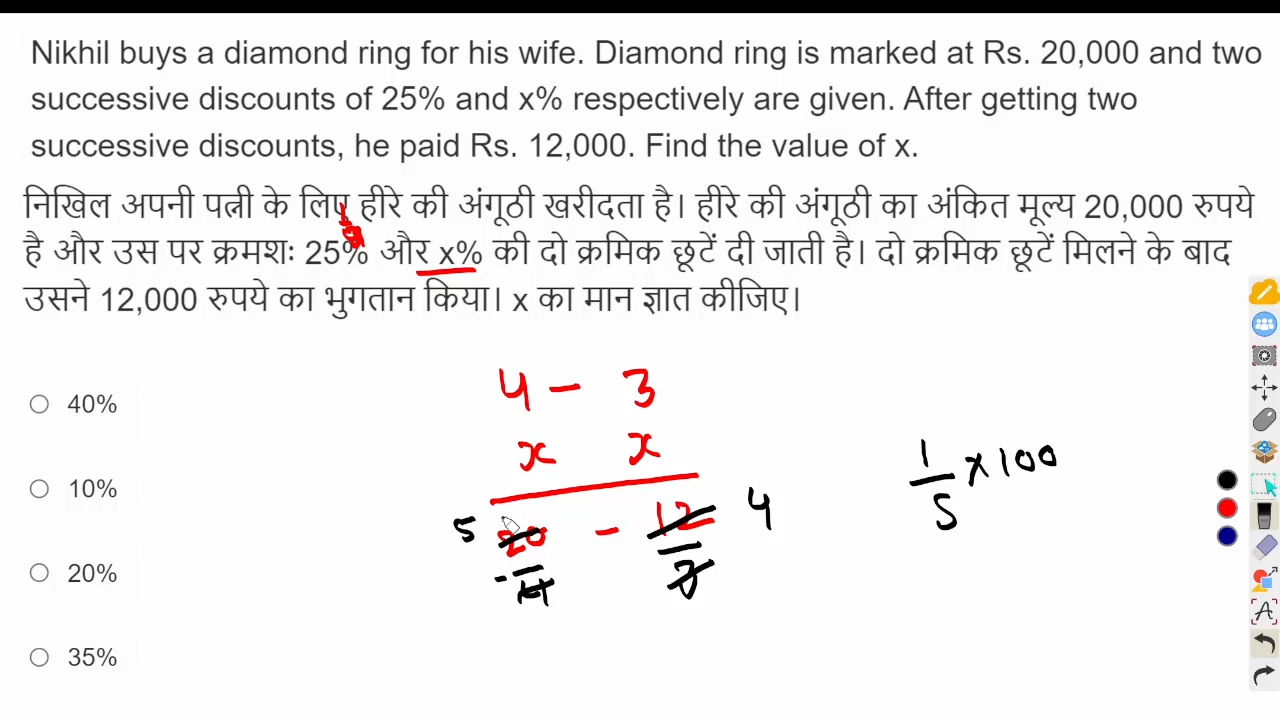 Nikhil buys a diamond ring for his wife. Diamond ring is marked at Rs. 20,000 and two
successive discounts of 25% and x% respectively are given. After getting two
successive discounts, he paid Rs. 12,000. Find the value of x.
निखिल अपनी पत्नी के लिए हीरे की अंगूठी खरीदता है। हीरे की अंगूठी का अंकित मूल्य 20,000 रुपये
है और उस पर क्रमशः 25% और x% की दो क्रमिक छूटें दी जाती है। दो क्रमिक छूटें मिलने के बाद
उसने 12,000 रुपये का भुगतान किया। x का मान ज्ञात कीजिए।
40%
10%
20%
35%
4 - 3
x x
5 20 - 12 4
4 3
1
5
x 100
A